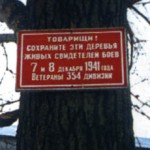 ТОВАРИЩИ!
СОХРАНИТЕ ЭТИ ДЕРЕВЬЯ
ЖИВЫХ СВИДЕТЕЛЕЙ БОЕВ
7 и 8 ДЕКАБРЯ 1941 ГОДА
ВЕТЕРАНЫ 354 ДИВИЗИИ